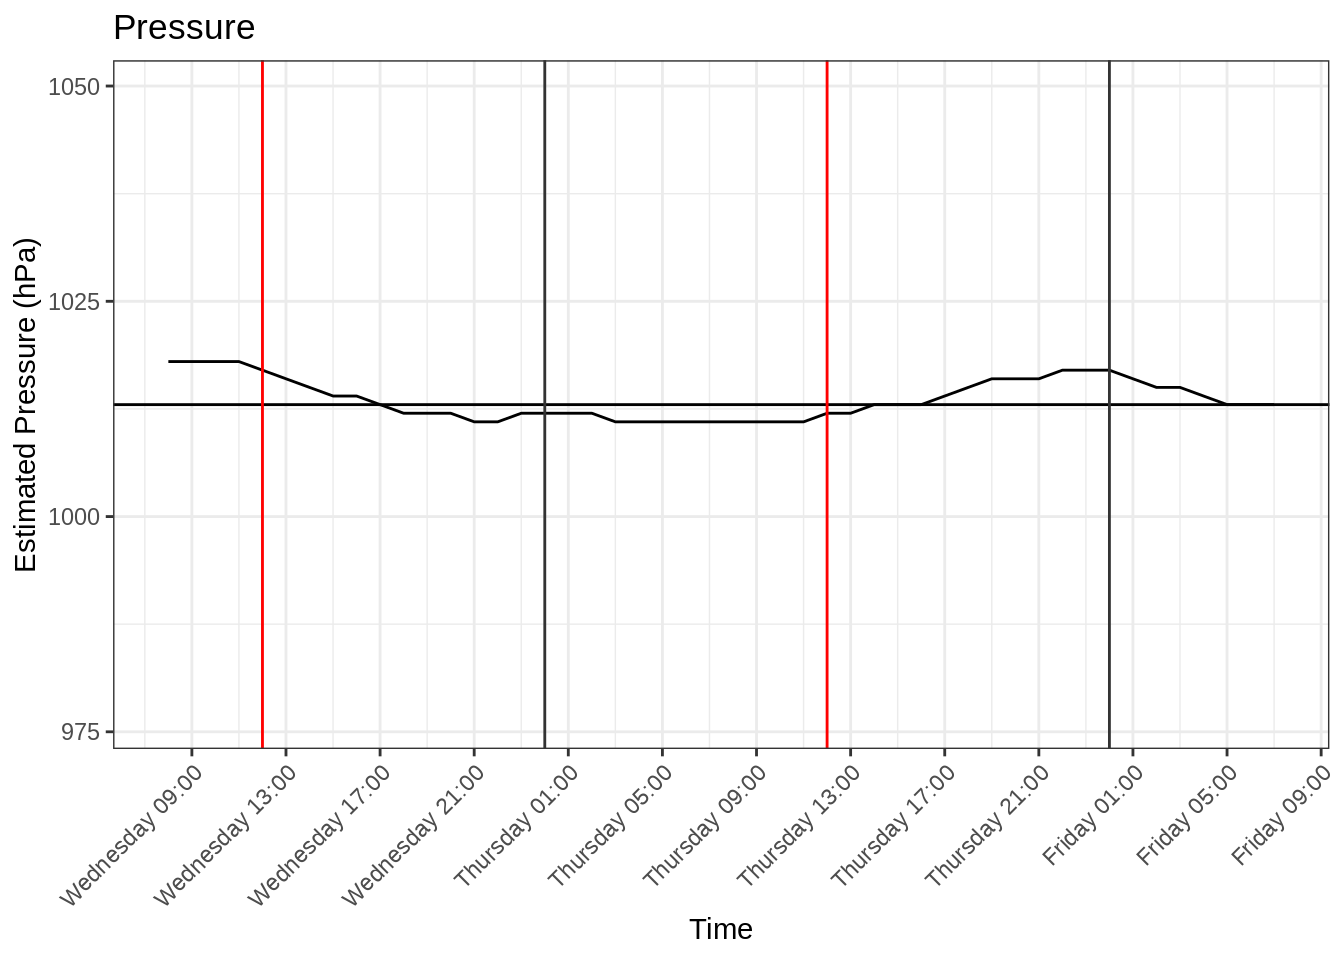 Pressure
Estimated Pressure (hPa)
1050
1025
1000
975
Wednesday 09:00
Wednesday 13:00
Wednesday 17:00
Wednesday 21:00
Thursday 01:00
Thursday 05:00
Thursday 09:00
Thursday 13:00
Thursday 17:00
Thursday 21:00
Friday 01:00
Friday 05:00
Friday 09:00
Time